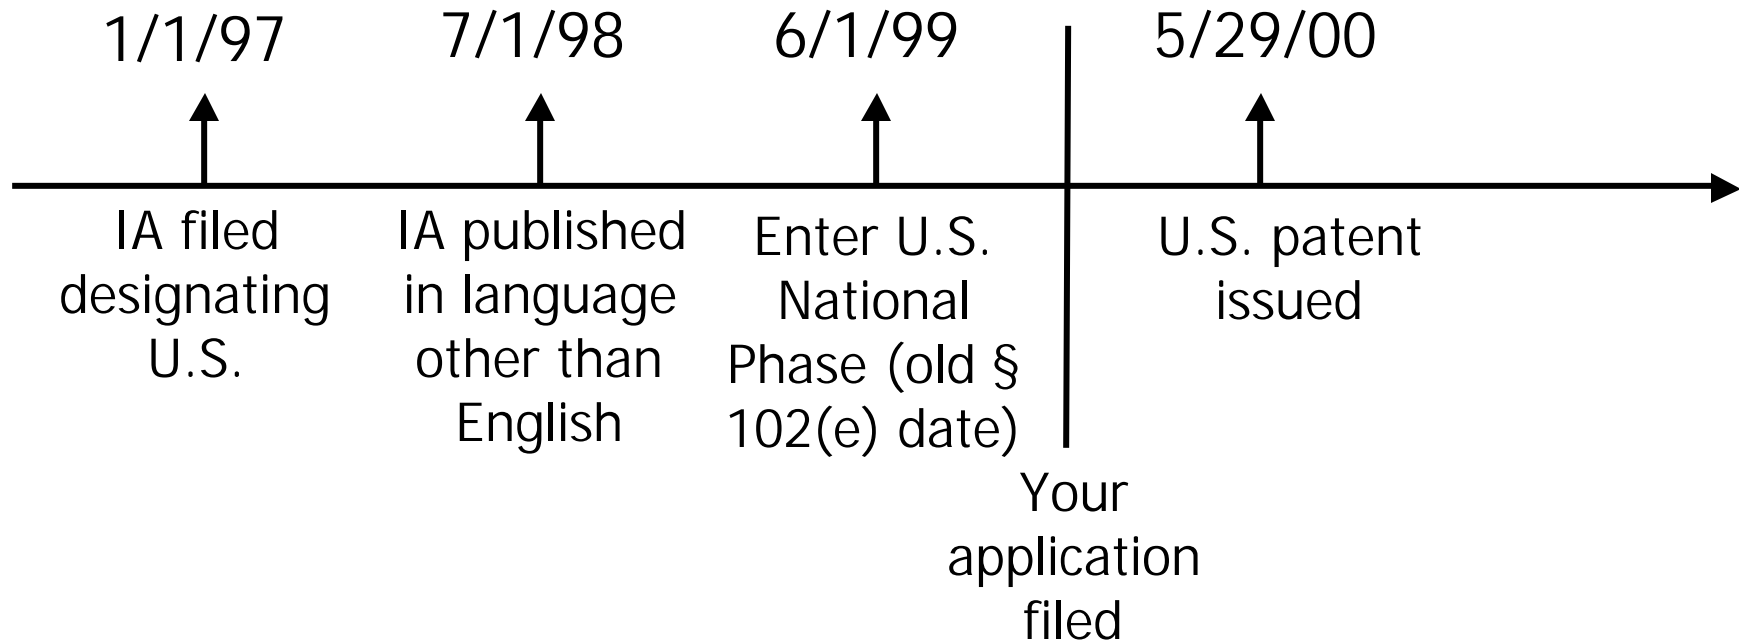 1/1/97
7/1/98
6/1/99
5/29/00
IA filed
designating
U.S.
IA published
in language
other than
English
Enter U.S.
National
Phase (old §
102(e) date)
Your
application
filed
U.S. patent
issued